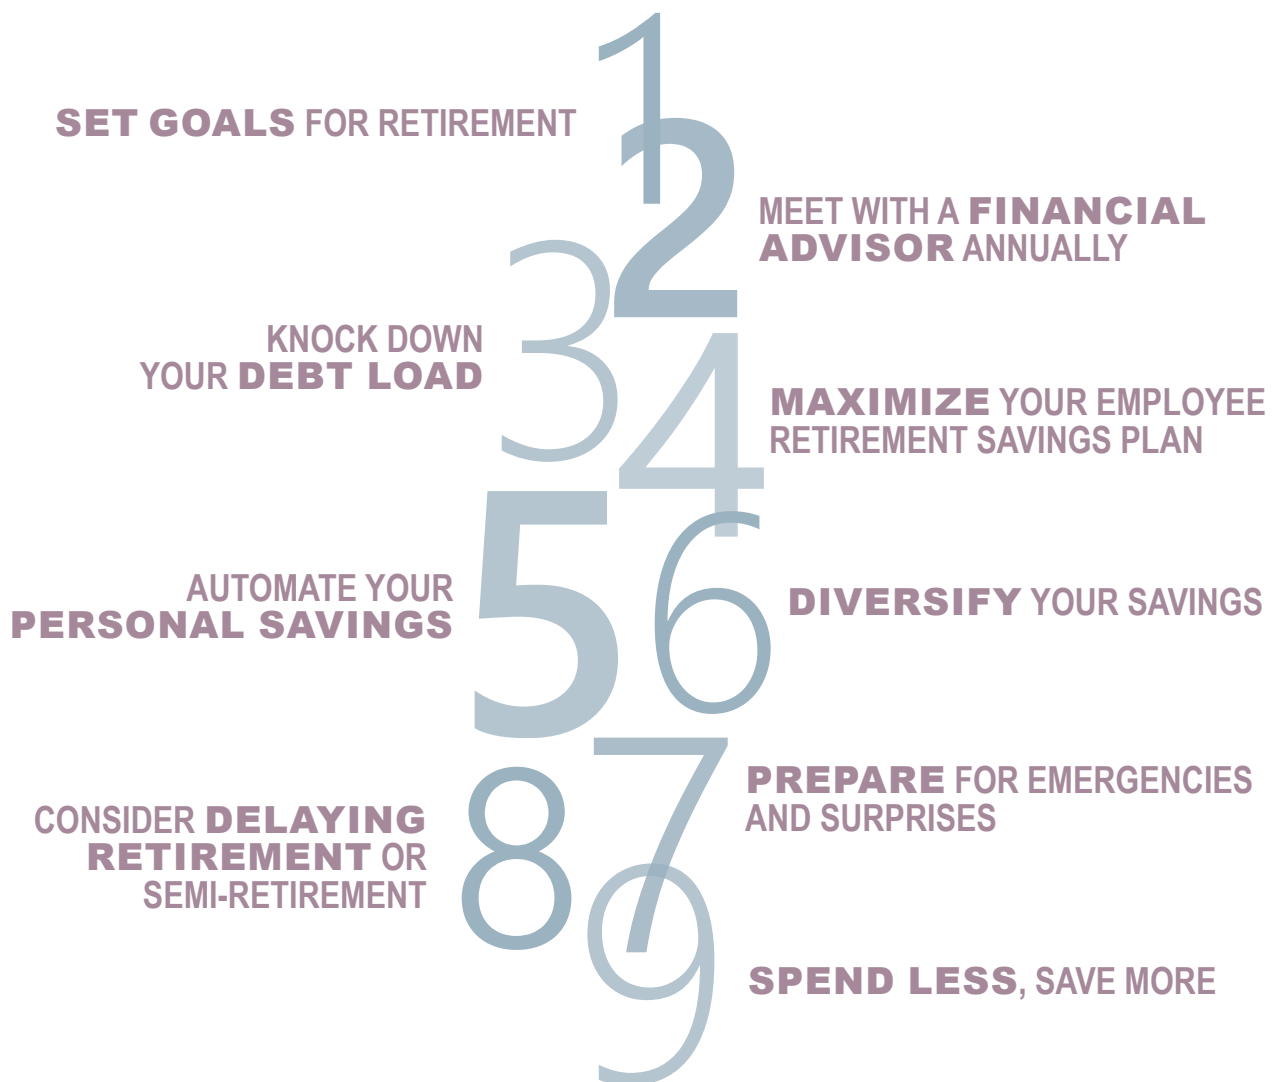 1
SET GOALS FOR RETIREMENT
2
MEET WITH A FINANCIAL
ADVISOR ANNUALLY
3
KNOCK DOWN
YOUR DEBT LOAD
4
MAXIMIZE YOUR EMPLOYEE
RETIREMENT SAVINGS PLAN
5
AUTOMATE YOUR
PERSONAL SAVINGS
6
DIVERSIFY YOUR SAVINGS
7
PREPARE FOR EMERGENCIES
AND SURPRISES
8
CONSIDER DELAYING
RETIREMENT OR
SEMI-RETIREMENT
9
SPEND LESS, SAVE MORE